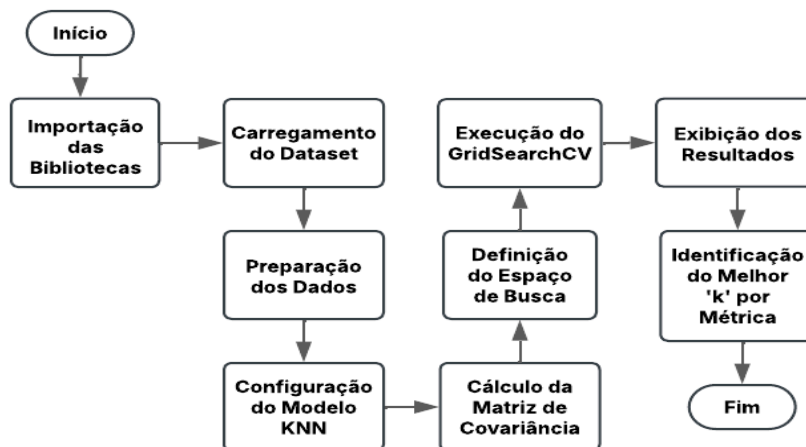 Início
Importação
das
Bibliotecas
Carregamento
do Dataset
Preparação
dos Dados
Configuração
do Modelo
KNN
Cálculo da
Matriz de
Covariância
Definição
do Espaço
de Busca
Execução do
GridSearchCV
Exibição dos
Resultados
Identificação
do Melhor
'k' por
Métrica
Fim